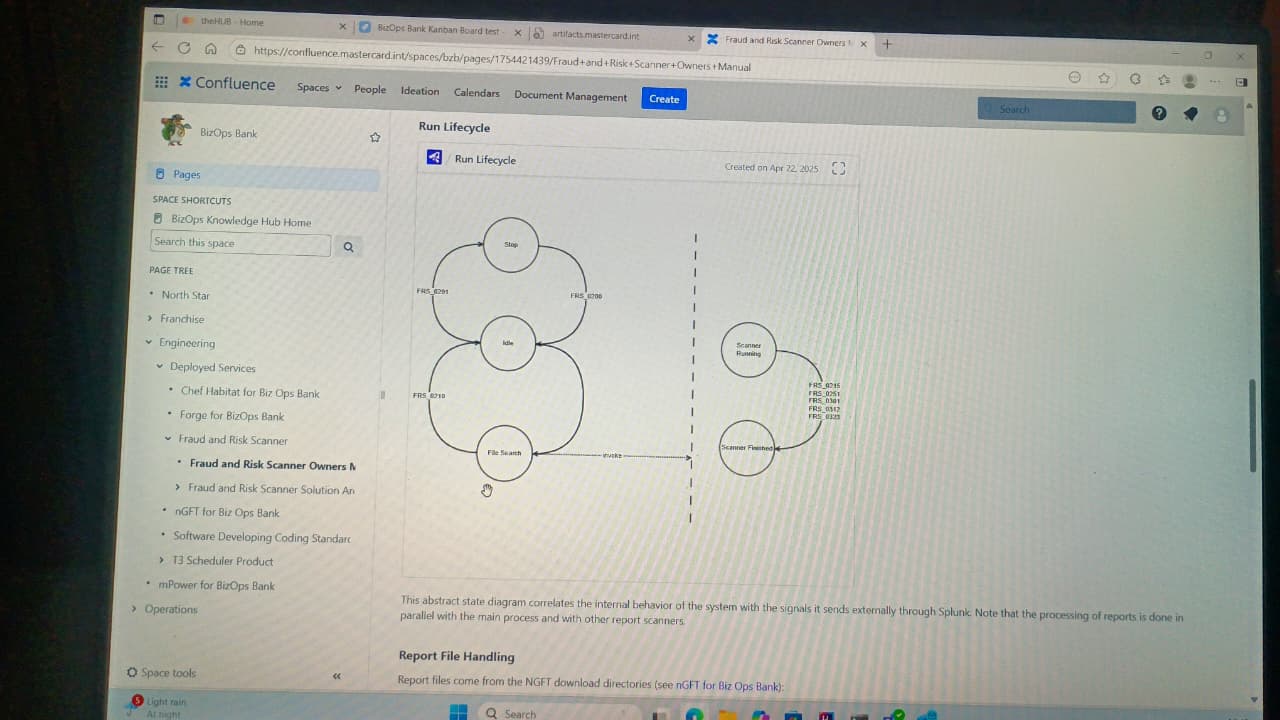 theHUB - Home
BizOps Bank Kanban Board test -
artifacts.mastercard.int
Fraud and Risk Scanner Owners
https://confluence.mastercard.int/spaces/bzb/pages/1754421439/Fraud+and+Risk+Scanner+Owners+Manual
Confluence
Spaces
People
Ideation
Calendars
Document Management
Create
Search
BizOps Bank
Pages
SPACE SHORTCUTS
BizOps Knowledge Hub Home
Search this space
PAGE TREE
North Star
Franchise
Engineering
Deployed Services
Chef Habitat for Biz Ops Bank
Forge for BizOps Bank
Fraud and Risk Scanner
Fraud and Risk Scanner Owners M
Fraud and Risk Scanner Solution An
nGFT for Biz Ops Bank
Software Developing Coding Standarc
T3 Scheduler Product
mPower for BizOps Bank
Operations
Space tools
«
Run Lifecycle
/ Run Lifecycle
Created on Apr 22, 2025
Stop
FRS_0201
FRS_0200
Idle
FRS_0210
File Search
invoke
Scanner
Running
FRS_0215
FRS_0251
FRS_0301
FRS_0312
FRS_0323
Scanner Finished
This abstract state diagram correlates the internal behavior of the system with the signals it sends externally through Splunk. Note that the processing of reports is done in
parallel with the main process and with other report scanners.
Report File Handling
Report files come from the NGFT download directories (see nGFT for Biz Ops Bank):
5
Light rain
At night
Search